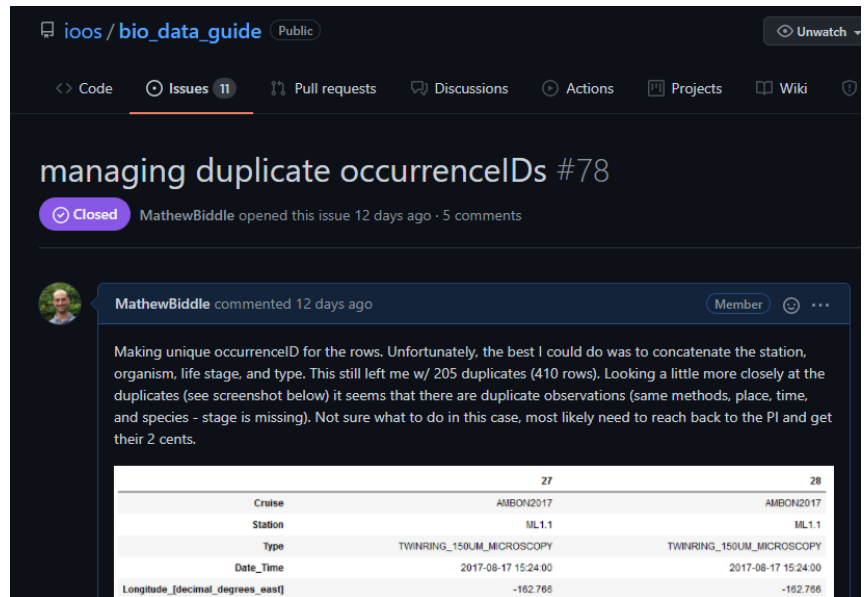 ioos / bio_data_guide Public
Unwatch
Code Issues 11 Pull requests Discussions Actions Projects Wiki
managing duplicate occurrenceIDs #78
Closed MathewBiddle opened this issue 12 days ago · 5 comments
MathewBiddle commented 12 days ago Member ...
Making unique occurrenceID for the rows. Unfortunately, the best I could do was to concatenate the station,
organism, life stage, and type. This still left me w/ 205 duplicates (410 rows). Looking a little more closely at the
duplicates (see screenshot below) it seems that there are duplicate observations (same methods, place, time,
and species - stage is missing). Not sure what to do in this case, most likely need to reach back to the PI and get
their 2 cents.
27 28
Cruise AMBON2017 AMBON2017
Station ML1.1 ML1.1
Type TWINRING_150UM_MICROSCOPY TWINRING_150UM_MICROSCOPY
Date_Time 2017-08-17 15:24:00 2017-08-17 15:24:00
Longitude_[decimal_degrees_east] -162.766 -162.766